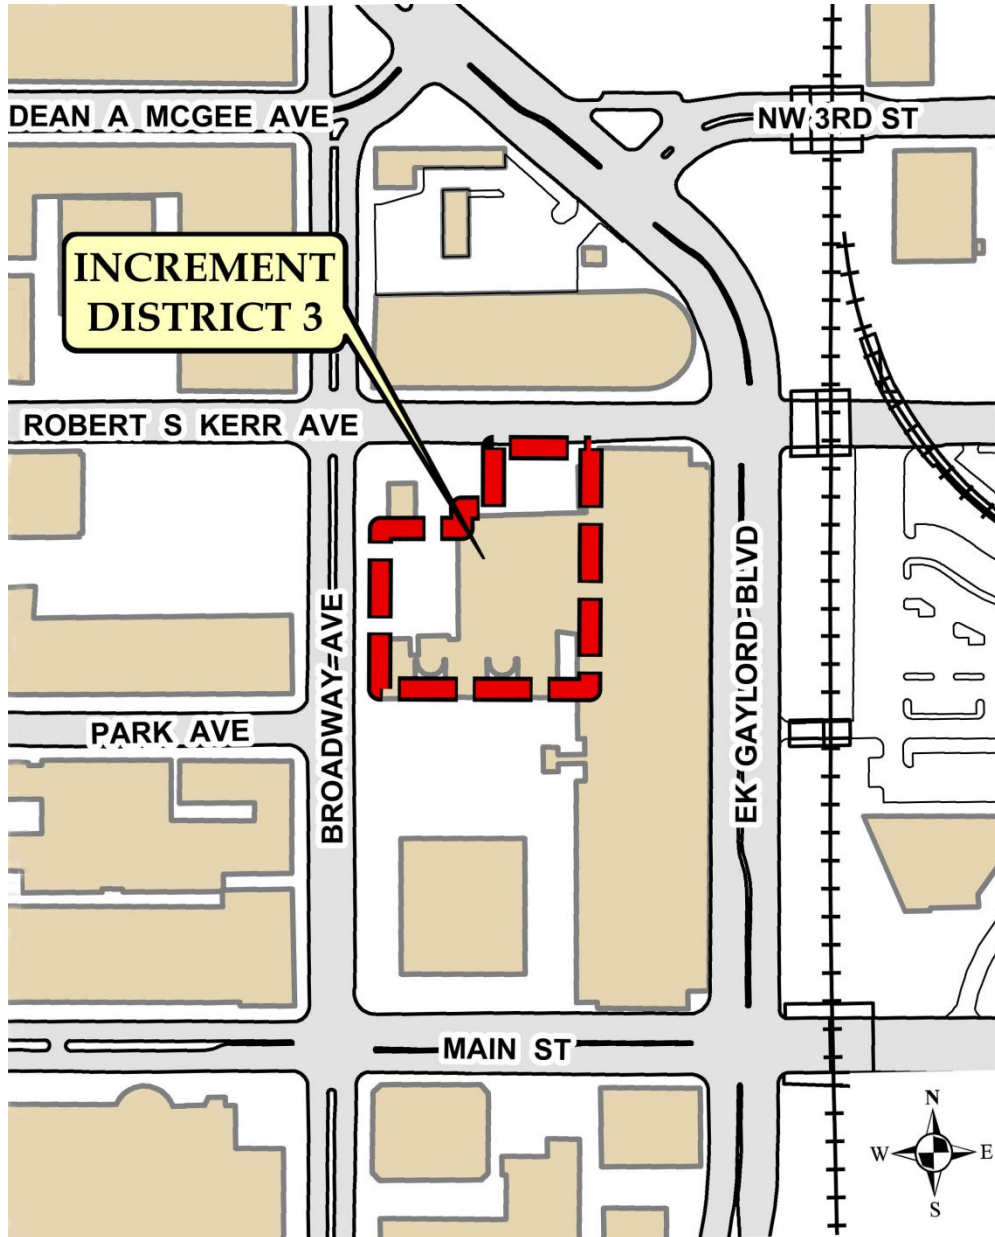 DEAN A MCGEE AVE
NW 3RD ST
INCREMENT
DISTRICT 3
ROBERT S KERR AVE
BROADWAY AVE
EK GAYLORD BLVD
PARK AVE
MAIN ST
N
W E
S